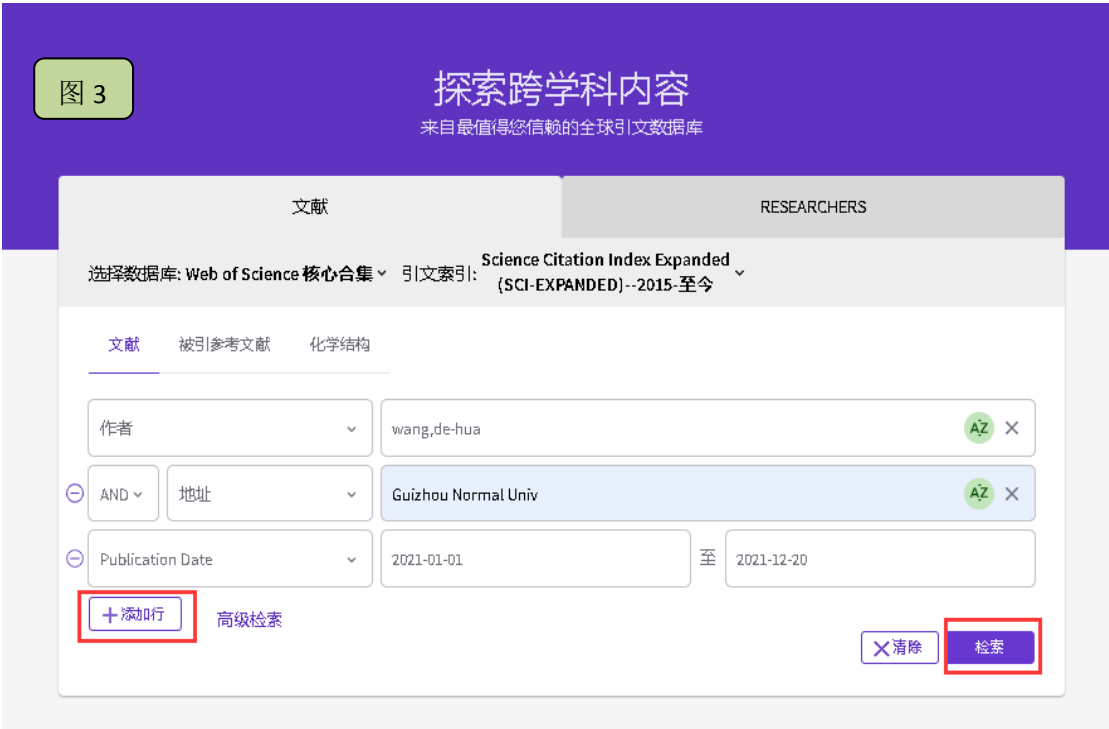 图 3
探索跨学科内容
来自最值得您信赖的全球引文数据库
文献
RESEARCHERS
选择数据库: Web of Science 核心合集 引文索引: Science Citation Index Expanded
(SCI-EXPANDED)--2015-至今
文献 被引参考文献 化学结构
作者 wang,de-hua AZ
AND 地址 Guizhou Normal Univ AZ
Publication Date 2021-01-01 至 2021-12-20
+添加行 高级检索
×清除 检索